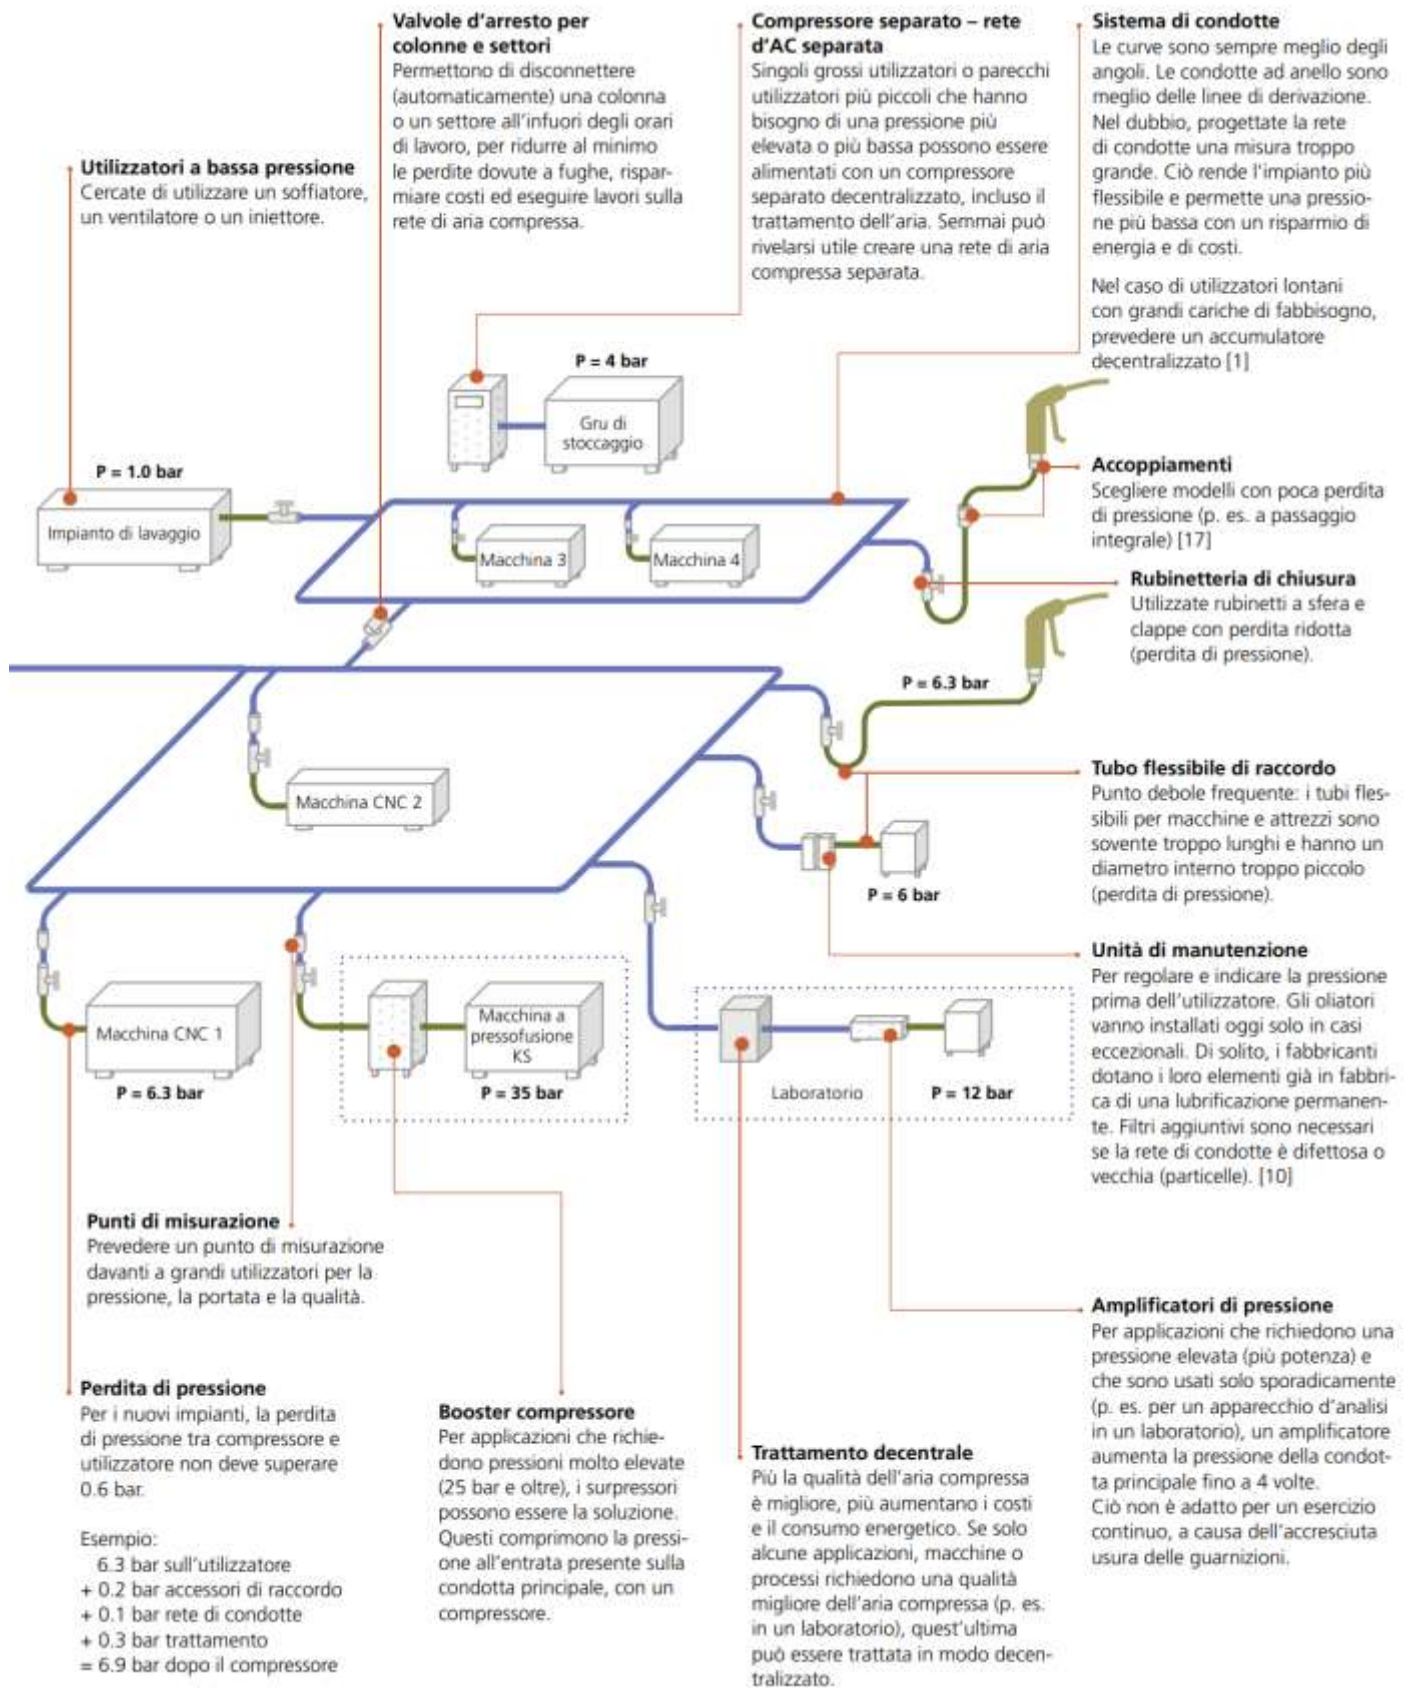 Valvole d'arresto per
colonne e settori
Permettono di disconnettere
(automaticamente) una colonna
o un settore all'infuori degli orari
di lavoro, per ridurre al minimo
le perdite dovute a fughe, rispar-
miare costi ed eseguire lavori sulla
rete di aria compressa.
Compressore separato – rete
d'AC separata
Singoli grossi utilizzatori o parecchi
utilizzatori più piccoli che hanno
bisogno di una pressione più
elevata o più bassa possono essere
alimentati con un compressore
separato decentralizzato, incluso il
trattamento dell'aria. Semmai può
rivelarsi utile creare una rete di aria
compressa separata.
Sistema di condotte
Le curve sono sempre meglio degli
angoli. Le condotte ad anello sono
meglio delle linee di derivazione.
Nel dubbio, progettate la rete
di condotte una misura troppo
grande. Ciò rende l'impianto più
flessibile e permette una pressio-
ne più bassa con un risparmio di
energia e di costi.
Nel caso di utilizzatori lontani
con grandi cariche di fabbisogno,
prevedere un accumulatore
decentralizzato [1]
Utilizzatori a bassa pressione
Cercate di utilizzare un soffiatore,
un ventilatore o un iniettore.
P = 4 bar
Gru di
stoccaggio
P = 1.0 bar
Impianto di lavaggio
Macchina 3
Macchina 4
Accoppiamenti
Scegliere modelli con poca perdita
di pressione (p. es. a passaggio
integrale) [17]
Rubinetteria di chiusura
Utilizzate rubinetti a sfera e
clappe con perdita ridotta
(perdita di pressione).
P = 6.3 bar
Macchina CNC 2
Tubo flessibile di raccordo
Punto debole frequente: i tubi fles-
sibili per macchine e attrezzi sono
sovente troppo lunghi e hanno un
diametro interno troppo piccolo
(perdita di pressione).
P = 6 bar
Unità di manutenzione
Per regolare e indicare la pressione
prima dell'utilizzatore. Gli oliatori
vanno installati oggi solo in casi
eccezionali. Di solito, i fabbricanti
dotano i loro elementi già in fabbri-
ca di una lubrificazione permanen-
te. Filtri aggiuntivi sono necessari
se la rete di condotte è difettosa o
vecchia (particelle). [10]
Macchina CNC 1
P = 6.3 bar
Macchina a
pressofusione
KS
P = 35 bar
Laboratorio
P = 12 bar
Punti di misurazione
Prevedere un punto di misurazione
davanti a grandi utilizzatori per la
pressione, la portata e la qualità.
Amplificatori di pressione
Per applicazioni che richiedono una
pressione elevata (più potenza) e
che sono usati solo sporadicamente
(p. es. per un apparecchio d'analisi
in un laboratorio), un amplificatore
aumenta la pressione della condot-
ta principale fino a 4 volte.
Ciò non è adatto per un esercizio
continuo, a causa dell'accresciuta
usura delle guarnizioni.
Perdita di pressione
Per i nuovi impianti, la perdita
di pressione tra compressore e
utilizzatore non deve superare
0.6 bar.
Esempio:
6.3 bar sull'utilizzatore
+ 0.2 bar accessori di raccordo
+ 0.1 bar rete di condotte
+ 0.3 bar trattamento
= 6.9 bar dopo il compressore
Booster compressore
Per applicazioni che richie-
dono pressioni molto elevate
(25 bar e oltre), i surpressori
possono essere la soluzione.
Questi comprimono la pressi-
one all'entrata presente sulla
condotta principale, con un
compressore.
Trattamento decentrale
Più la qualità dell'aria compressa
è migliore, più aumentano i costi
e il consumo energetico. Se solo
alcune applicazioni, macchine o
processi richiedono una qualità
migliore dell'aria compressa (p. es.
in un laboratorio), quest'ultima
può essere trattata in modo decen-
tralizzato.